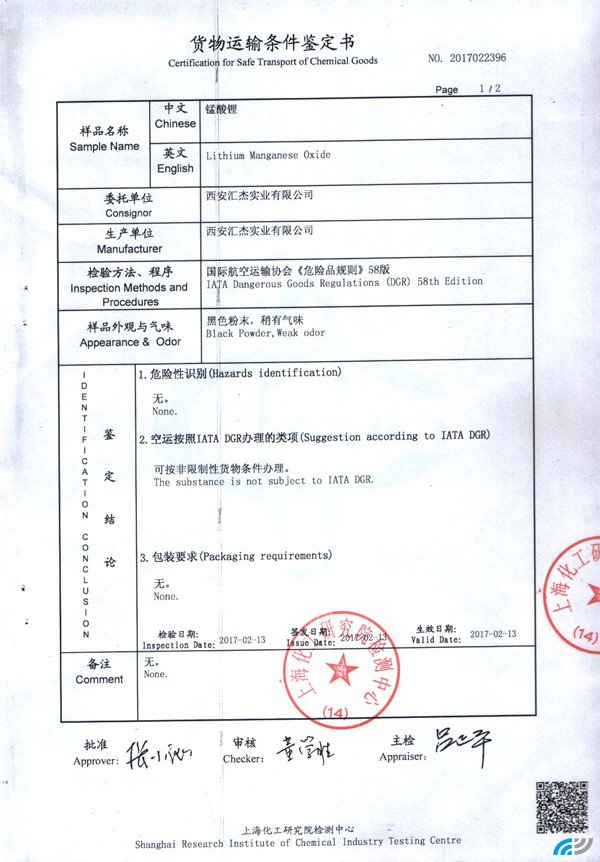 货物运输条件鉴定书
Certification for Safe Transport of Chemical Goods
NO. 2017022396
Page 1 / 2
样品名称
Sample Name
中文
Chinese
锰酸锂
英文
English
Lithium Manganese Oxide
委托单位
Consignor
西安汇杰实业有限公司
生产单位
Manufacturer
西安汇杰实业有限公司
检验方法、程序
Inspection Methods and
Procedures
国际航空运输协会《危险品规则》58版
IATA Dangerous Goods Regulations (DGR) 58th Edition
样品外观与气味
Appearance & Odor
黑色粉末，稍有气味
Black Powder,Weak odor
IDENTIFICATION CONCLUSION
鉴定结论
1. 危险性识别(Hazards identification)
无。
None.
2. 空运按照IATA DGR办理的类项(Suggestion according to IATA DGR)
可按非限制性货物条件办理。
The substance is not subject to IATA DGR.
3. 包装要求(Packaging requirements)
无。
None.
检验日期:
Inspection Date: 2017-02-13
签发日期:
Issue Date: 2017-02-13
生效日期:
Valid Date: 2017-02-13
备注
Comment
无。
None.
上海化工研究院检测中心
(14)
上海化工研究院
(14)
批准
Approver:
审核
Checker:
主检
Appraiser:
上海化工研究院检测中心
Shanghai Research Institute of Chemical Industry Testing Centre